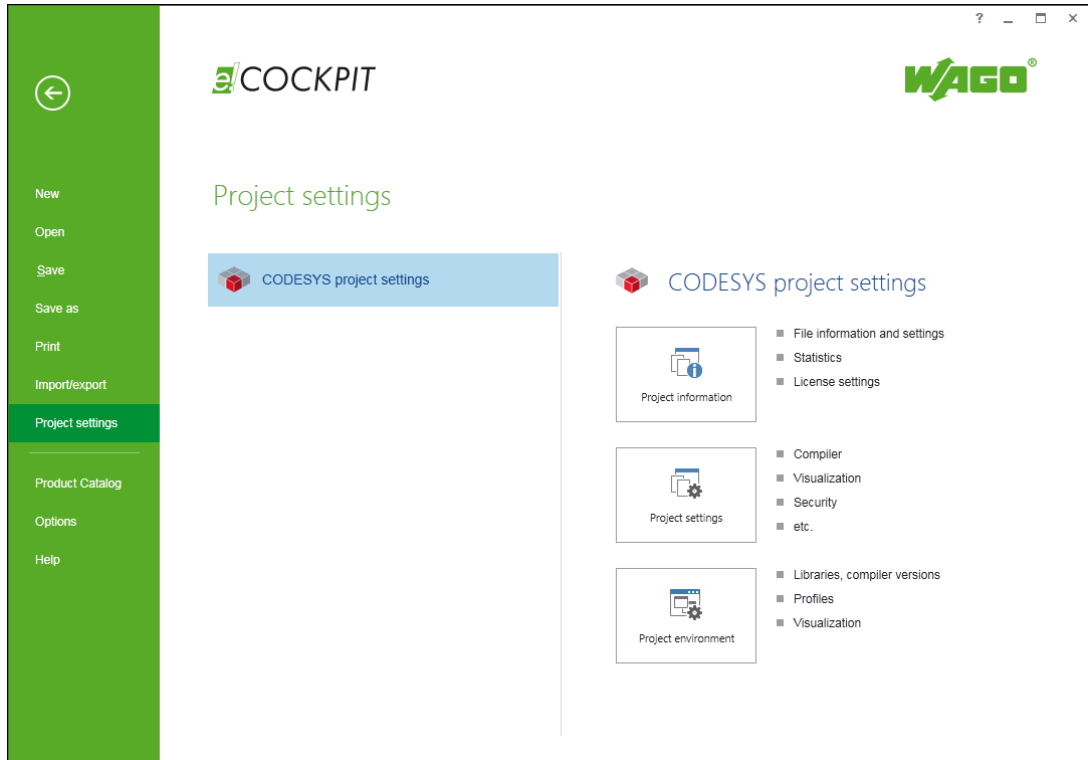 ?
e!COCKPIT
WAGO®
New
Open
Save
Save as
Print
Import/export
Project settings
Product Catalog
Options
Help
Project settings
CODESYS project settings
CODESYS project settings
Project information
File information and settings
Statistics
License settings
Project settings
Compiler
Visualization
Security
etc.
Project environment
Libraries, compiler versions
Profiles
Visualization